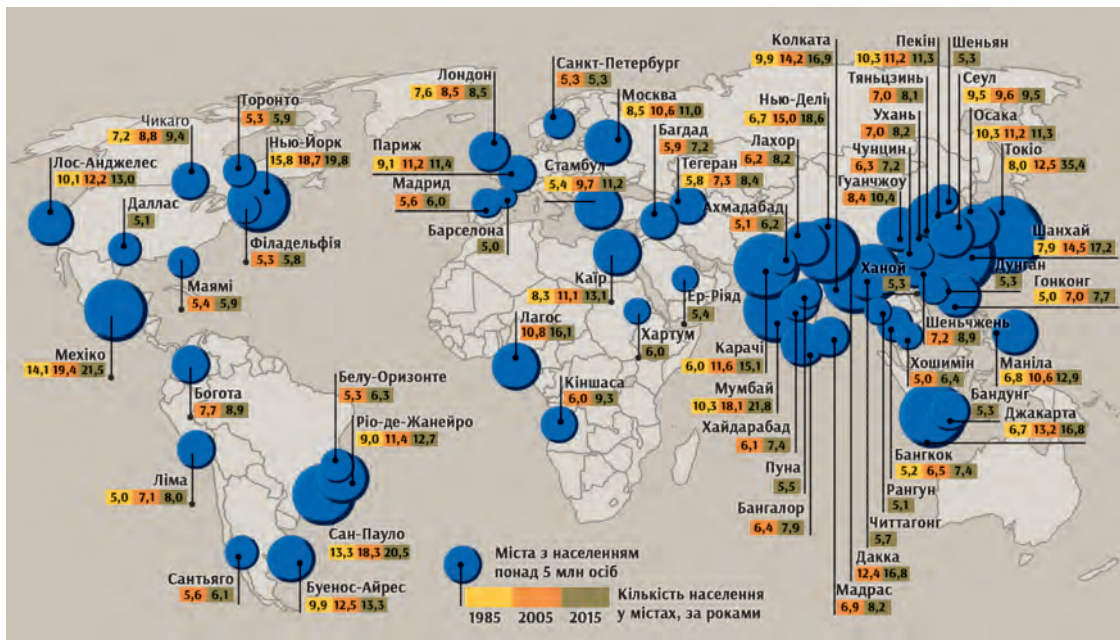 Лондон
7,6 8,5 8,5
Санкт-Петербург
5,3 5,3
Москва
8,5 10,6 11,0
Торонто
5,3 5,9
Чикаго
7,2 8,8 9,4
Нью-Йорк
15,8 18,7 19,8
Лос-Анджелес
10,1 12,2 13,0
Даллас
5,1
Філадельфія
5,3 5,8
Маямі
5,4 5,9
Мехіко
14,1 19,4 21,5
Богота
7,7 8,9
Ліма
5,0 7,1 8,0
Белу-Оризонте
5,3 6,3
Ріо-де-Жанейро
9,0 11,4 12,7
Сан-Пауло
13,3 18,3 20,5
Сантьяго
5,6 6,1
Буенос-Айрес
9,9 12,5 13,3
Париж
9,1 11,2 11,4
Мадрид
5,6 6,0
Барселона
5,0
Стамбул
5,4 9,7 11,2
Багдад
5,9 7,2
Тегеран
5,8 7,3 8,4
Каїр
8,3 11,1 13,1
Ер-Ріяд
5,4
Хартум
6,0
Лагос
10,8 16,1
Кіншаса
6,0 9,3
Колката
9,9 14,2 16,9
Нью-Делі
6,7 15,0 18,6
Лахор
6,2 8,2
Ахмадабад
5,1 6,2
Пекін
10,3 11,2 11,3
Шеньян
5,3
Тяньцзинь
7,0 8,1
Сеул
9,5 9,6 9,5
Ухань
7,0 8,2
Осака
10,3 11,2 11,3
Чунцин
6,3 7,2
Токіо
8,0 12,5 35,4
Гуанчжоу
8,4 10,4
Шанхай
7,9 14,5 17,2
Ханой
5,3
Дунган
5,3
Гонконг
5,0 7,0 7,7
Шеньчжень
7,2 8,9
Карачі
6,0 11,6 15,1
Хошимін
5,0 6,4
Маніла
6,8 10,6 12,9
Мумбай
10,3 18,1 21,8
Бандунг
5,3
Джакарта
6,7 13,2 16,8
Хайдарабад
6,1 7,4
Бангкок
5,2 6,5 7,4
Пуна
5,5
Рангун
5,1
Бангалор
6,4 7,9
Читтагонг
5,7
Дакка
12,4 16,8
Мадрас
6,9 8,2
Міста з населенням
понад 5 млн осіб
1985 2005 2015
Кількість населення
у містах, за роками